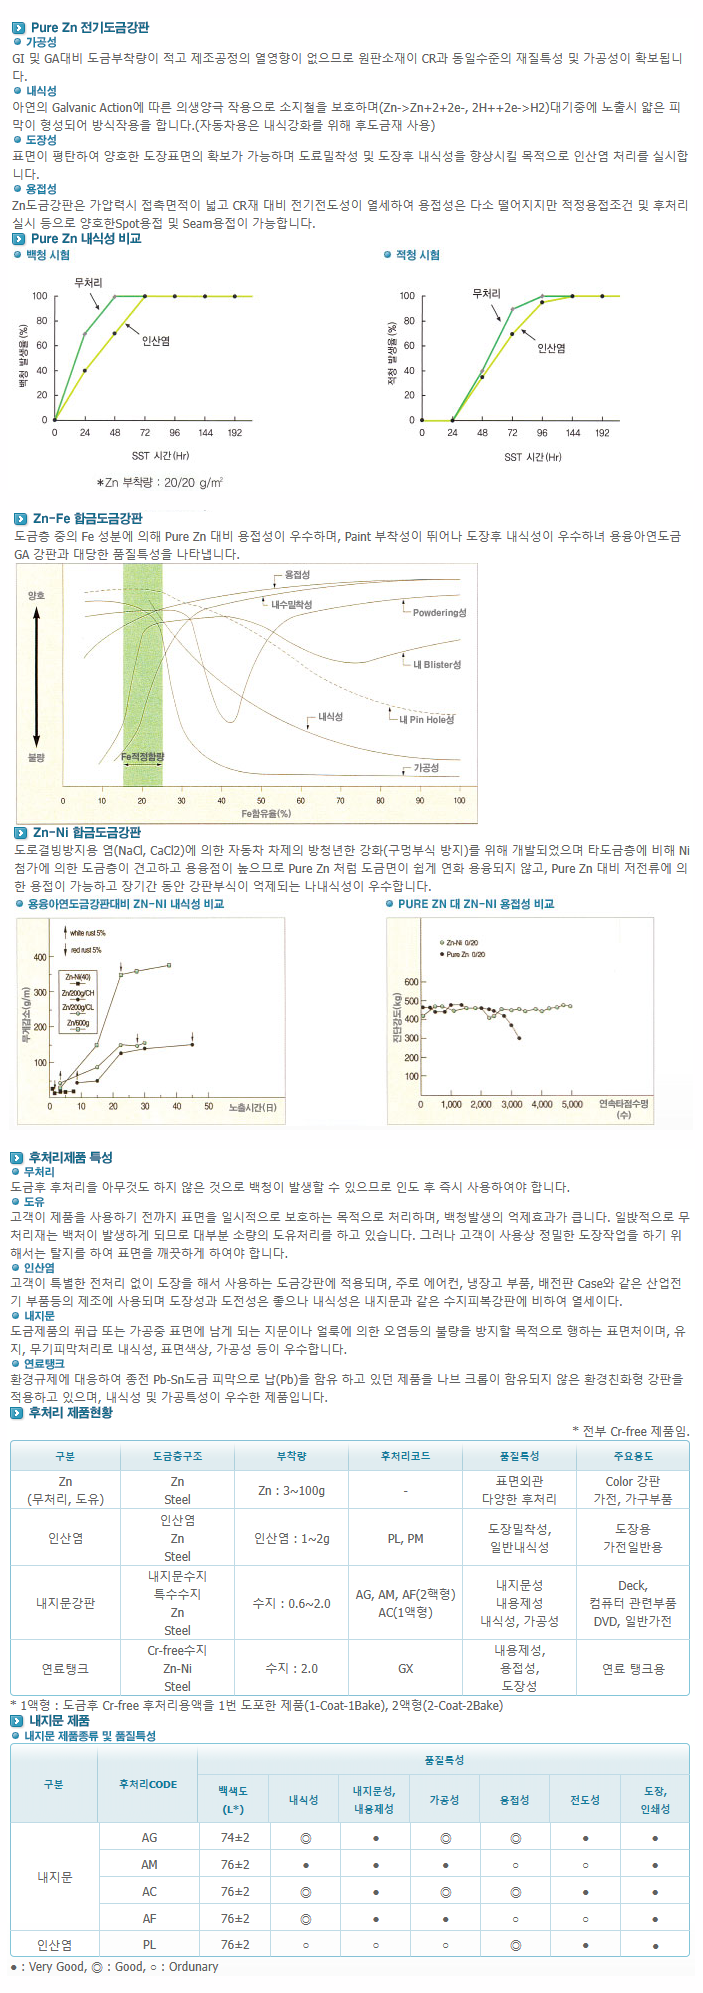 Pure Zn 전기도금강판
가공성
GI 및 GA대비 도금부착량이 적고 제조공정의 열영향이 없으므로 원판소재이 CR과 동일수준의 재질특성 및 가공성이 확보됩니
다.
내식성
아연의 Galvanic Action에 따른 의생양극 작용으로 소지철을 보호하며(Zn->Zn+2+2e-, 2H++2e->H2)대기중에 노출시 얇은 피
막이 형성되어 방식작용을 합니다.(자동차용은 내식강화를 위해 후도금재 사용)
도장성
표면이 평탄하여 양호한 도장표면의 확보가 가능하며 도료밀착성 및 도장후 내식성을 향상시킬 목적으로 인산염 처리를 실시합
니다.
용접성
Zn도금강판은 가압력시 접촉면적이 넓고 CR재 대비 전기전도성이 열세하여 용접성은 다소 떨어지지만 적정용접조건 및 후처리
실시 등으로 양호한Spot용접 및 Seam용접이 가능합니다.
Pure Zn 내식성 비교
백청 시험
적청 시험
무처리
인산염
백청 발생율(%)
100
80
60
40
20
0
0 24 48 72 96 144 192
SST 시간(Hr)
*Zn 부착량 : 20/20 g/m²
무처리
인산염
적청 발생율(%)
100
80
60
40
20
0
0 24 48 72 96 144 192
SST 시간(Hr)
Zn-Fe 합금도금강판
도금층 중의 Fe 성분에 의해 Pure Zn 대비 용접성이 우수하며, Paint 부착성이 뛰어나 도장후 내식성이 우수하녀 용융아연도금
GA 강판과 대당한 품질특성을 나타냅니다.
양호
불량
용접성
내수밀착성
Powdering성
내 Blister성
내 Pin Hole성
내식성
가공성
Fe적정함량
0 10 20 30 40 50 60 70 80 90 100
Fe함유율(%)
Zn-Ni 합금도금강판
도로결빙방지용 염(NaCl, CaCl2)에 의한 자동차 차제의 방청년한 강화(구멍부식 방지)를 위해 개발되었으며 타도금층에 비해 Ni
첨가에 의한 도금층이 견고하고 용융점이 높으므로 Pure Zn 처럼 도금면이 쉽게 연화 용융되지 않고, Pure Zn 대비 저전류에 의
한 용접이 가능하고 장기간 동안 강판부식이 억제되는 나내식성이 우수합니다.
용융아연도금강판대비 ZN-NI 내식성 비교
PURE ZN 대 ZN-NI 용접성 비교
white rust 5%
red rust 5%
Zn-Ni(40)
Zn/200g/CH
Zn/200g/CL
Zn/600g
무게감소(g/m)
400
300
200
100
0 10 20 30 40 50
노출시간(日)
Zn-Ni 0/20
Pure Zn 0/20
전단강도(kg)
600
500
400
300
200
100
0 1,000 2,000 3,000 4,000 5,000
연속타점수명
(수)
후처리제품 특성
무처리
도금후 후처리을 아무것도 하지 않은 것으로 백청이 발생할 수 있으므로 인도 후 즉시 사용하여야 합니다.
도유
고객이 제품을 사용하기 전까지 표면을 일시적으로 보호하는 목적으로 처리하며, 백청발생의 억제효과가 큽니다. 일밙적으로 무
처리재는 백처이 발생하게 되므로 대부분 소량의 도유처리를 하고 있습니다. 그러나 고객이 사용상 정밀한 도장작업을 하기 위
해서는 탈지를 하여 표면을 깨끗하게 하여야 합니다.
인산염
고객이 특별한 전처리 없이 도장을 해서 사용하는 도금강판에 적용되며, 주로 에어컨, 냉장고 부품, 배전판 Case와 같은 산업전
기 부품등의 제조에 사용되며 도장성과 도전성은 좋으나 내식성은 내지문과 같은 수지피복강판에 비하여 열세이다.
내지문
도금제품의 퓌급 또는 가공중 표면에 남게 되는 지문이나 얼룩에 의한 오염등의 불량을 방지할 목적으로 행하는 표면처이며, 유
지, 무기피막처리로 내식성, 표면색상, 가공성 등이 우수합니다.
연료탱크
환경규제에 대응하여 종전 Pb-Sn도금 피막으로 납(Pb)을 함유 하고 있던 제품을 나브 크롭이 함유되지 않은 환경친화형 강판을
적용하고 있으며, 내식성 및 가공특성이 우수한 제품입니다.
후처리 제품현황
* 전부 Cr-free 제품임.
구분 도금층구조 부착량 후처리코드 품질특성 주요용도
Zn
(무처리, 도유)
Zn
Steel
Zn : 3~100g
-
표면외관
다양한 후처리
Color 강판
가전, 가구부품
인산염
인산염
Zn
Steel
인산염 : 1~2g
PL, PM
도장밀착성,
일반내식성
도장용
가전일반용
내지문강판
내지문수지
특수수지
Zn
Steel
수지 : 0.6~2.0
AG, AM, AF(2핵형)
AC(1액형)
내지문성
내용제성
내식성, 가공성
Deck,
컴퓨터 관련부품
DVD, 일반가전
연료탱크
Cr-free수지
Zn-Ni
Steel
수지 : 2.0
GX
내용제성,
용접성,
도장성
연료 탱크용
* 1액형 : 도금후 Cr-free 후처리용액을 1번 도포한 제품(1-Coat-1Bake), 2액형(2-Coat-2Bake)
내지문 제품
내지문 제품종류 및 품질특성
구분 후처리CODE 품질특성
백색도
(L*)
내식성
내지문성,
내용제성
가공성
용접성
전도성
도장,
인쇄성
내지문
AG 74±2 ◎ ● ◎ ◎ ● ●
AM 76±2 ● ● ● ○ ○ ●
AC 76±2 ◎ ● ◎ ◎ ● ●
AF 76±2 ◎ ● ● ○ ○ ●
인산염 PL 76±2 ○ ○ ○ ◎ ● ●
● : Very Good, ◎ : Good, ○ : Ordunary